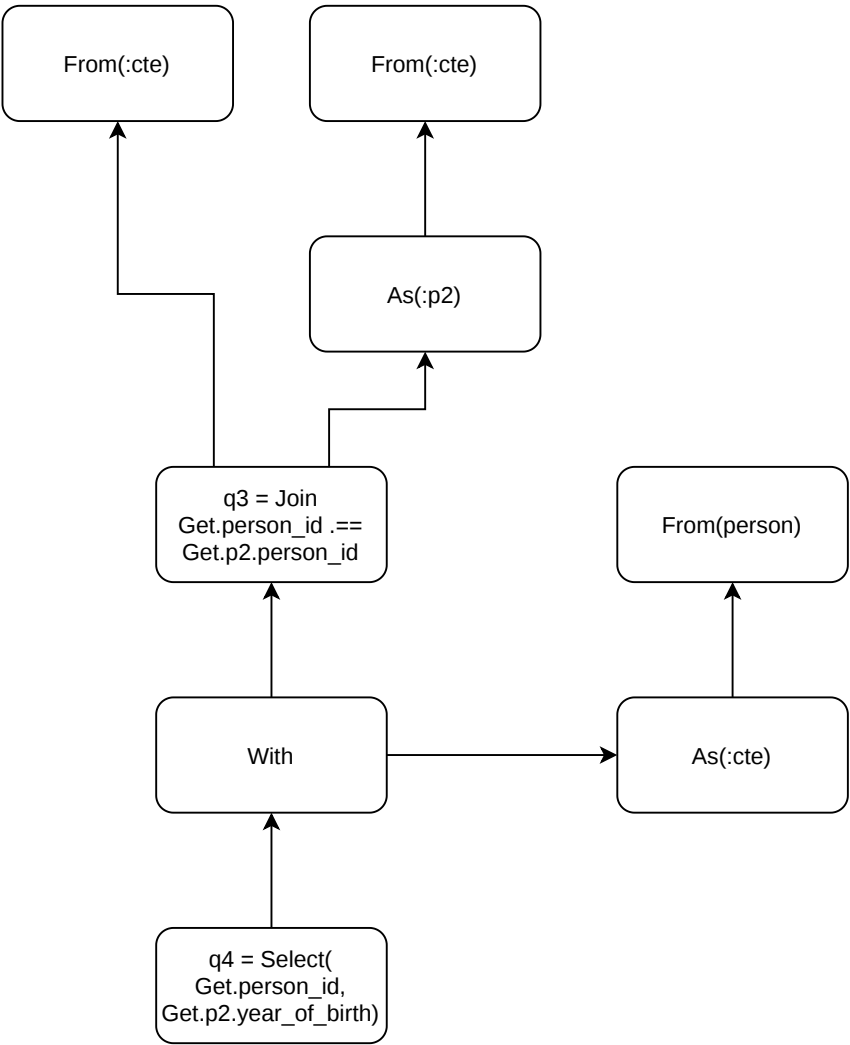 From(:cte)
From(:cte)
As(:p2)
q3 = Join
Get.person_id .==
Get.p2.person_id
From(person)
With
As(:cte)
q4 = Select(
Get.person_id,
Get.p2.year_of_birth)